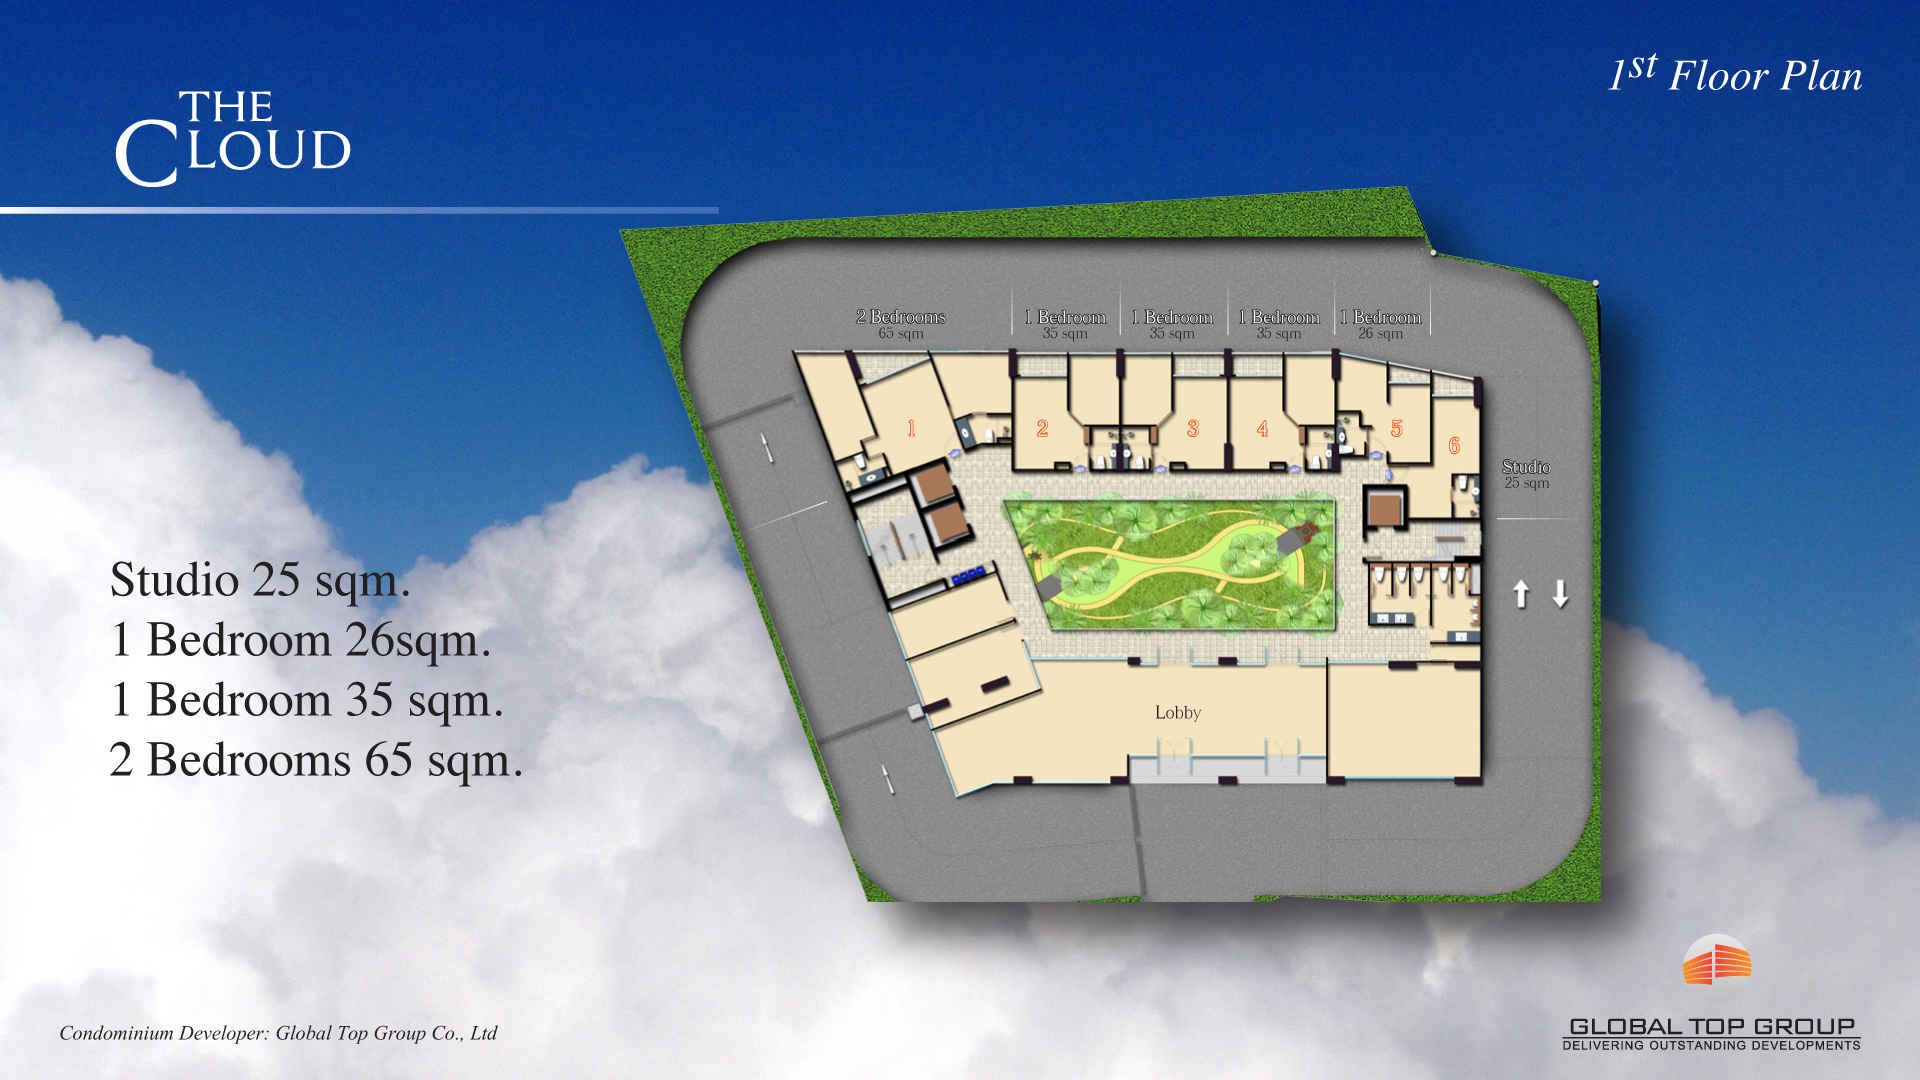 1st Floor Plan
THE
CLOUD
2 Bedrooms
65 sqm
1 Bedroom
35 sqm
1 Bedroom
35 sqm
1 Bedroom
35 sqm
1 Bedroom
26 sqm
1
2
3
4
5
6
Studio
25 sqm
Lobby
Studio 25 sqm.
1 Bedroom 26sqm.
1 Bedroom 35 sqm.
2 Bedrooms 65 sqm.
Condominium Developer: Global Top Group Co., Ltd
GLOBAL TOP GROUP
DELIVERING OUTSTANDING DEVELOPMENTS